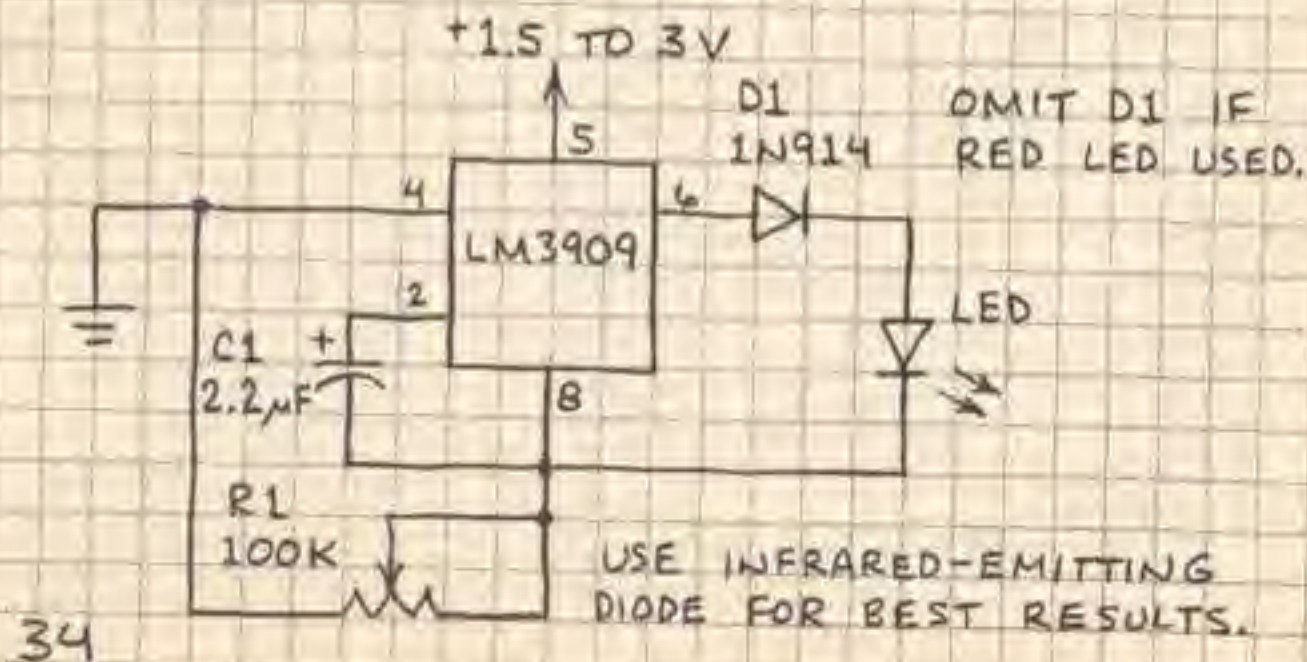 +1.5 TO 3 V
5
D1
1N914
OMIT D1 IF
RED LED USED.
4
6
LM3909
2
LED
C1
+
2.2µF
8
R1
100K
USE INFRARED-EMITTING
DIODE FOR BEST RESULTS.
34